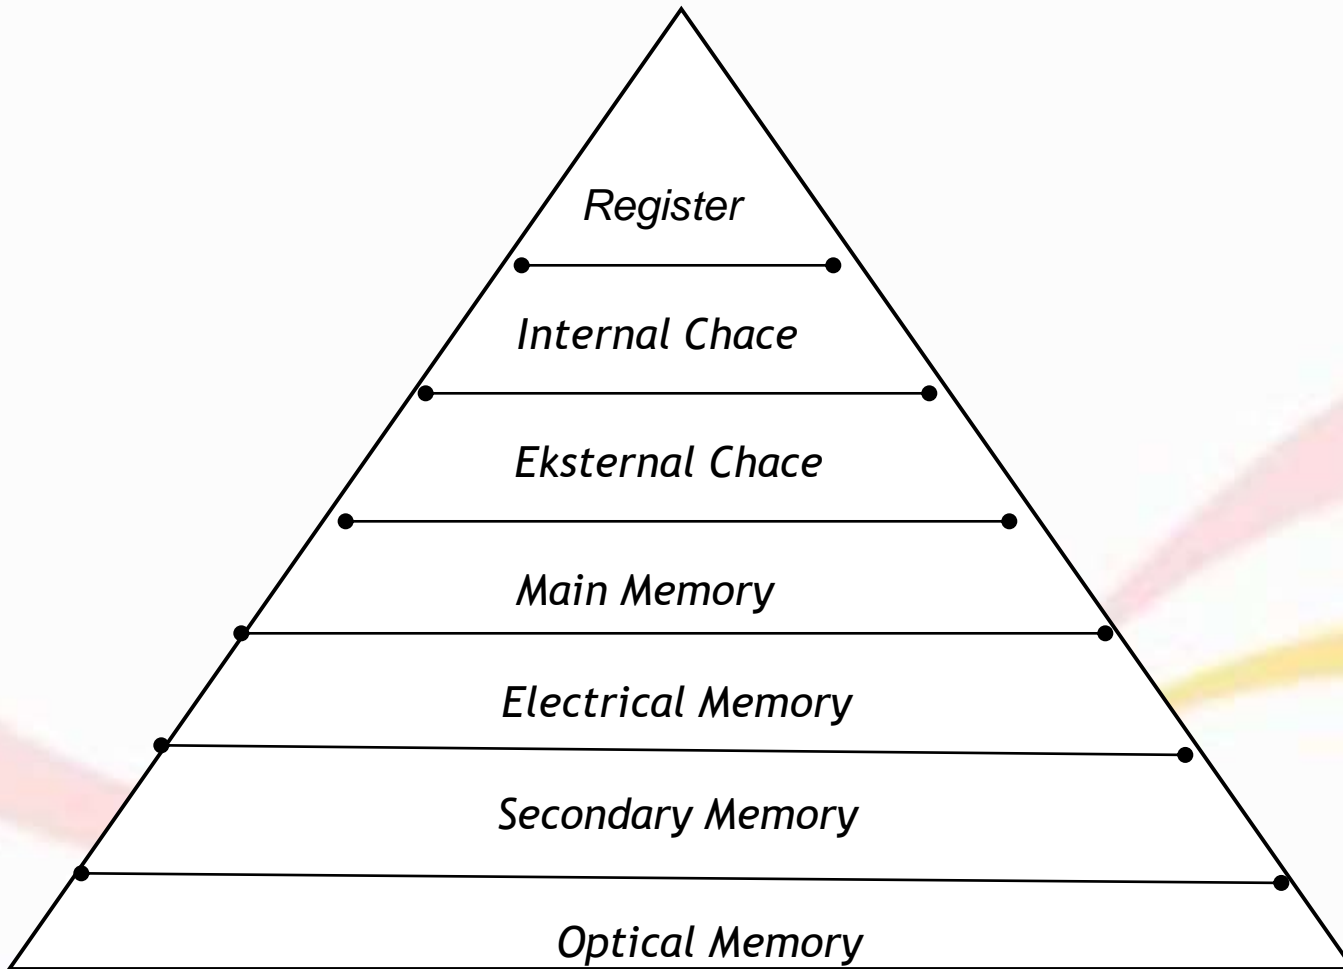 Register
Internal Chace
Eksternal Chace
Main Memory
Electrical Memory
Secondary Memory
Optical Memory